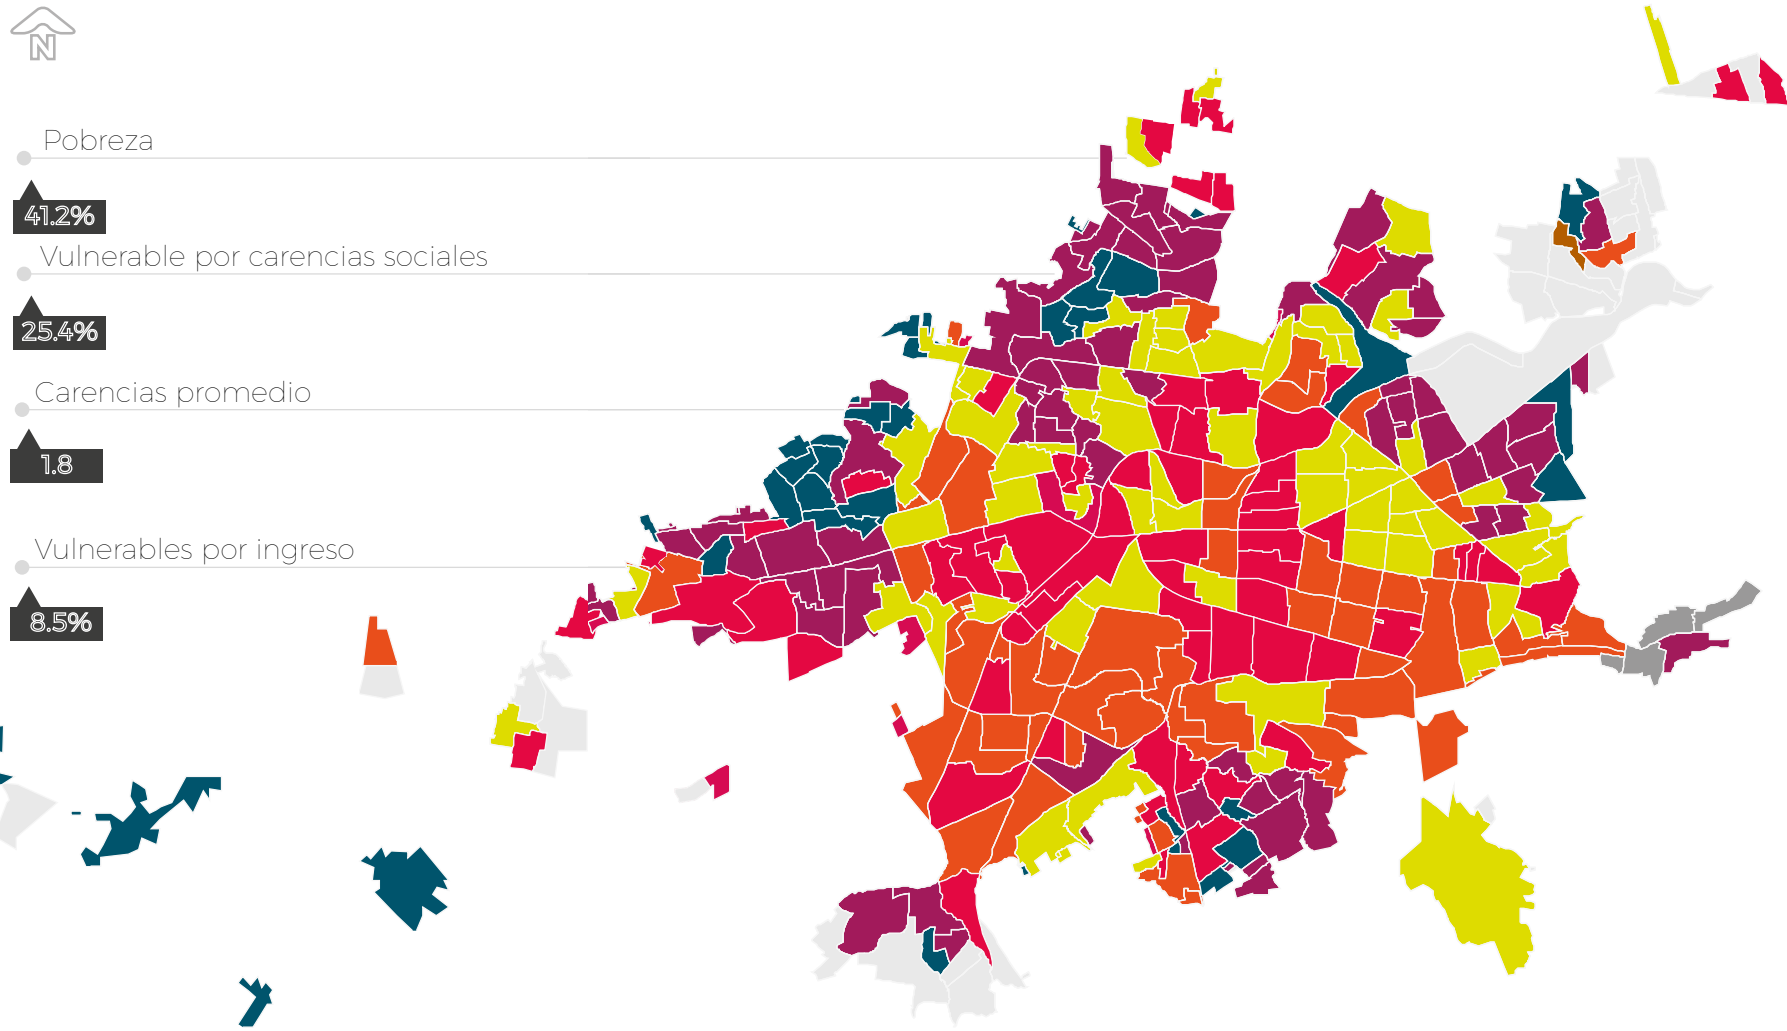 N
Pobreza
41.2%
Vulnerable por carencias sociales
25.4%
Carencias promedio
1.8
Vulnerables por ingreso
8.5%